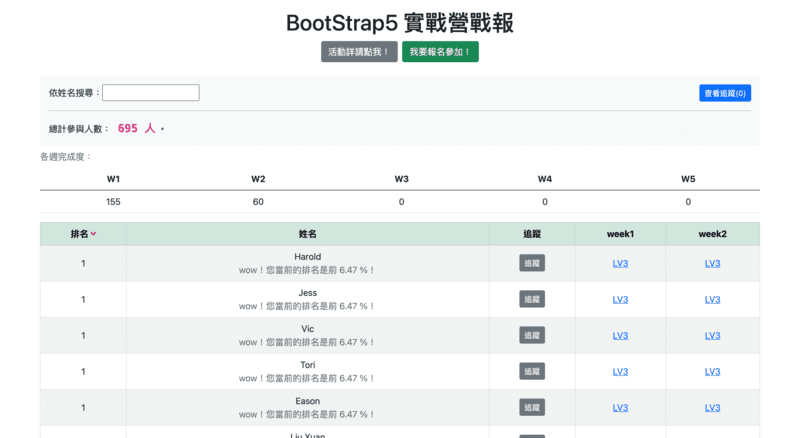 BootStrap5 實戰營戰報
活動詳請點我！ 我要報名參加！
依姓名搜尋： 查看追蹤(0)
總計參與人數： 695 人 。
各週完成度：
W1 W2 W3 W4 W5
155 60 0 0 0
排名 姓名 追蹤 week1 week2
Harold
1 追蹤 LV3 LV3
wow！您當前的排名是前 6.47 %！
Jess
1 追蹤 LV3 LV3
wow！您當前的排名是前 6.47 %！
Vic
1 追蹤 LV3 LV3
wow！您當前的排名是前 6.47 %！
Tori
1 追蹤 LV3 LV3
wow！您當前的排名是前 6.47 %！
Eason
1 追蹤 LV3 LV3
wow！您當前的排名是前 6.47 %！
Liu Xuan